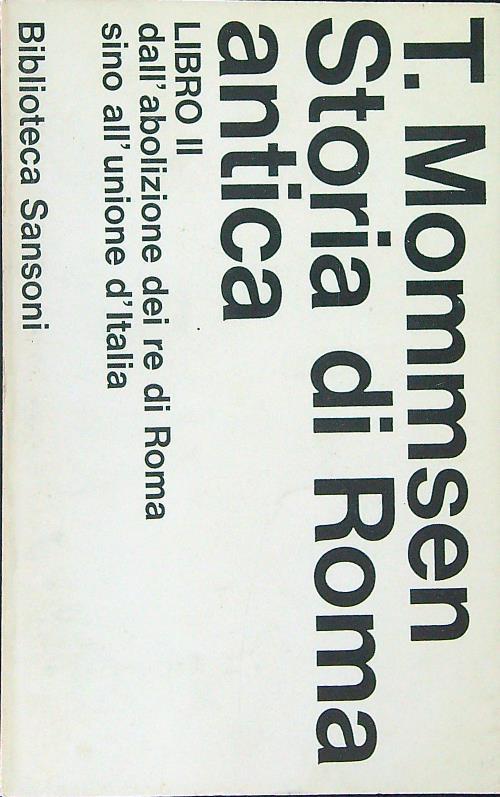 T. Mommsen
Storia di Roma
antica
LIBRO II
dall'abolizione dei re di Roma
sino all'unione d'Italia
Biblioteca Sansoni